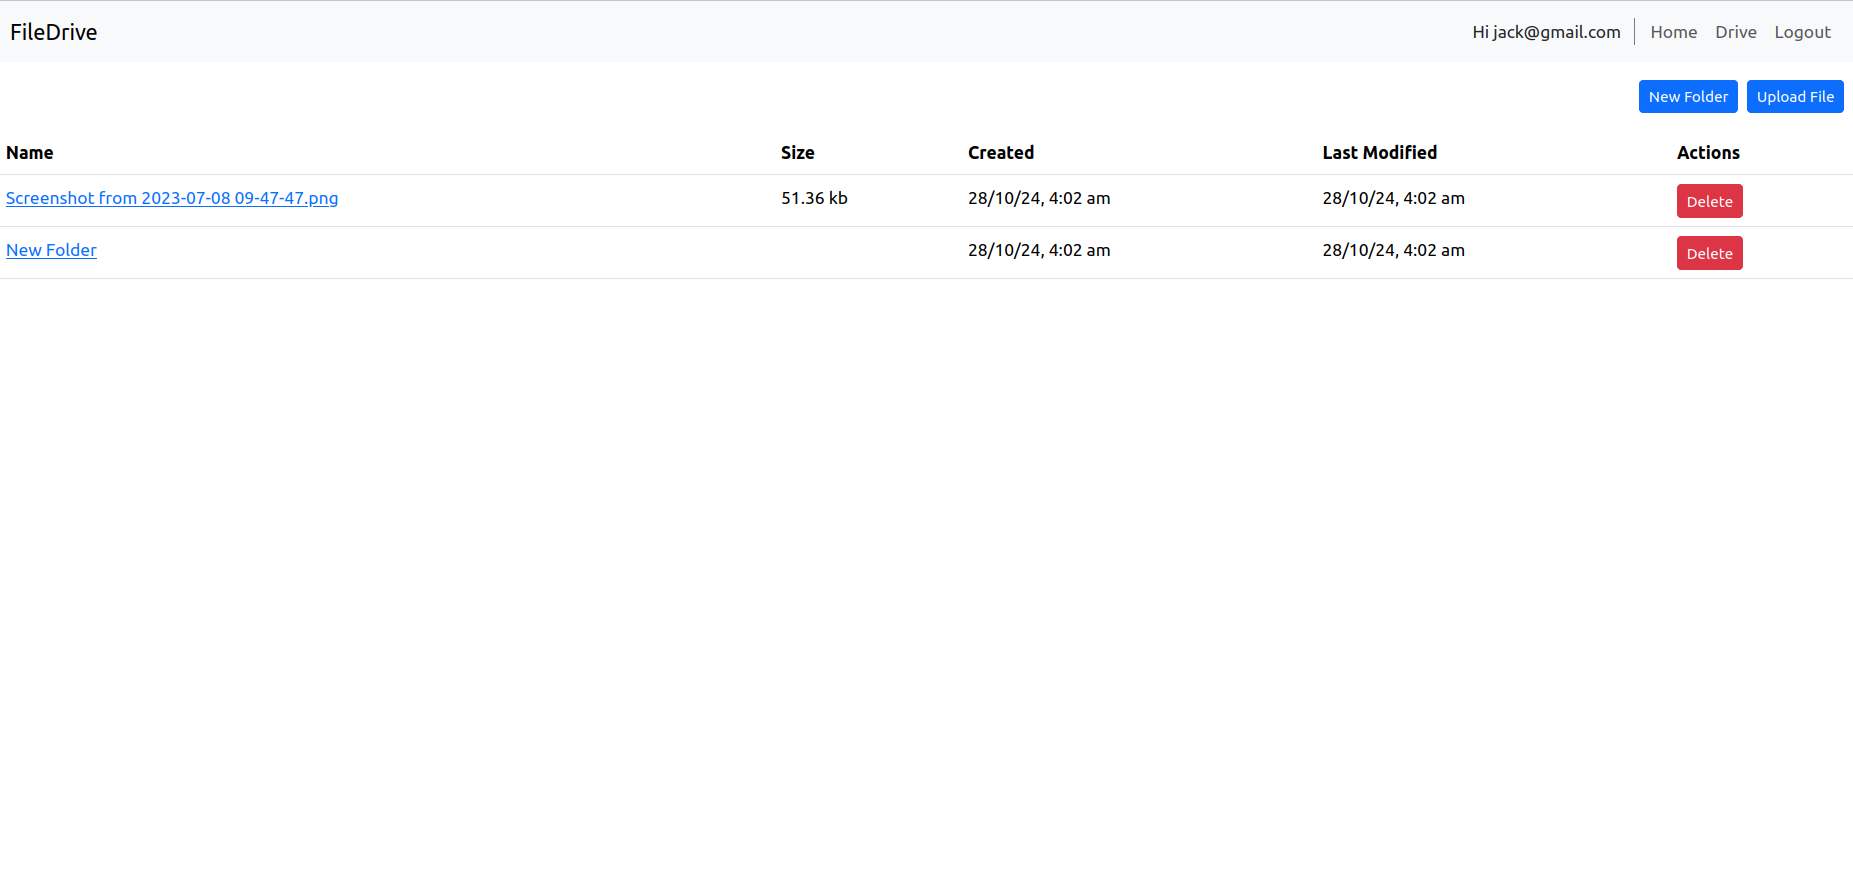 FileDrive Hi jack@gmail.com Home Drive Logout
New Folder Upload File
Name Size Created Last Modified Actions
Screenshot from 2023-07-08 09-47-47.png 51.36 kb 28/10/24, 4:02 am 28/10/24, 4:02 am Delete
New Folder 28/10/24, 4:02 am 28/10/24, 4:02 am Delete